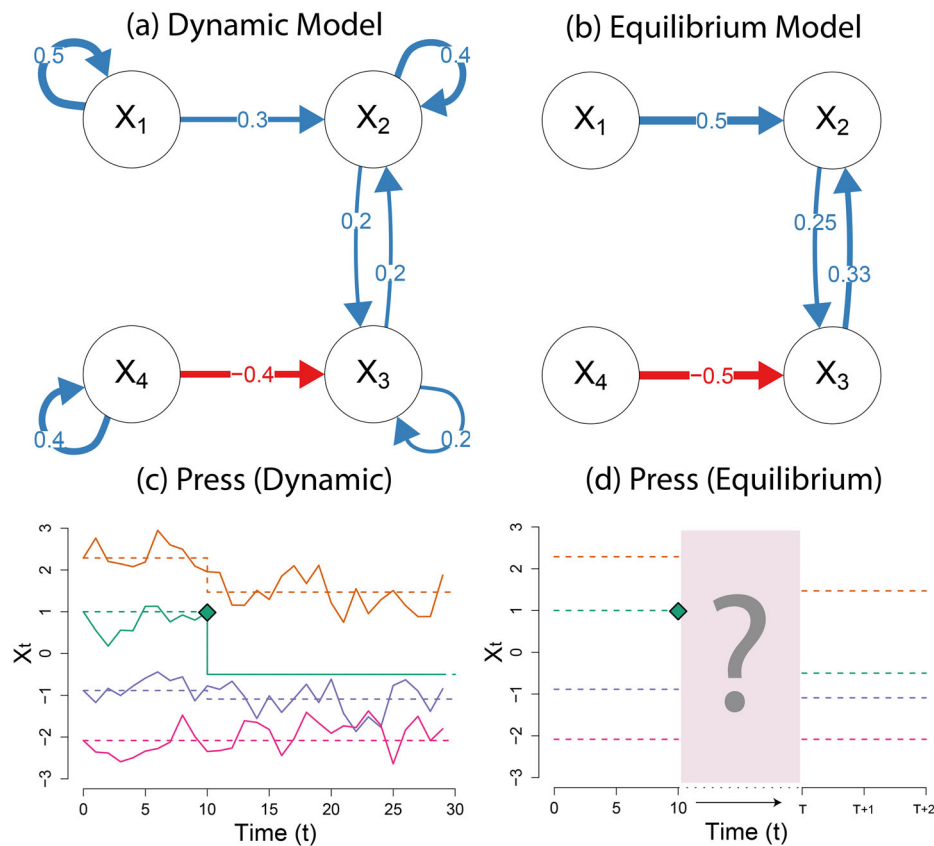 (a) Dynamic Model
(b) Equilibrium Model
0.5
0.4
X1
0.3
X2
X1
0.5
X2
0.2
0.2
0.25
0.33
X4
−0.4
X3
X4
−0.5
X3
0.4
0.2
(c) Press (Dynamic)
(d) Press (Equilibrium)
Xt
3
2
1
0
−1
−2
−3
0
5
10
15
20
25
30
Time (t)
Xt
3
2
1
0
−1
−2
−3
?
0
5
10
T
T+1
T+2
Time (t)